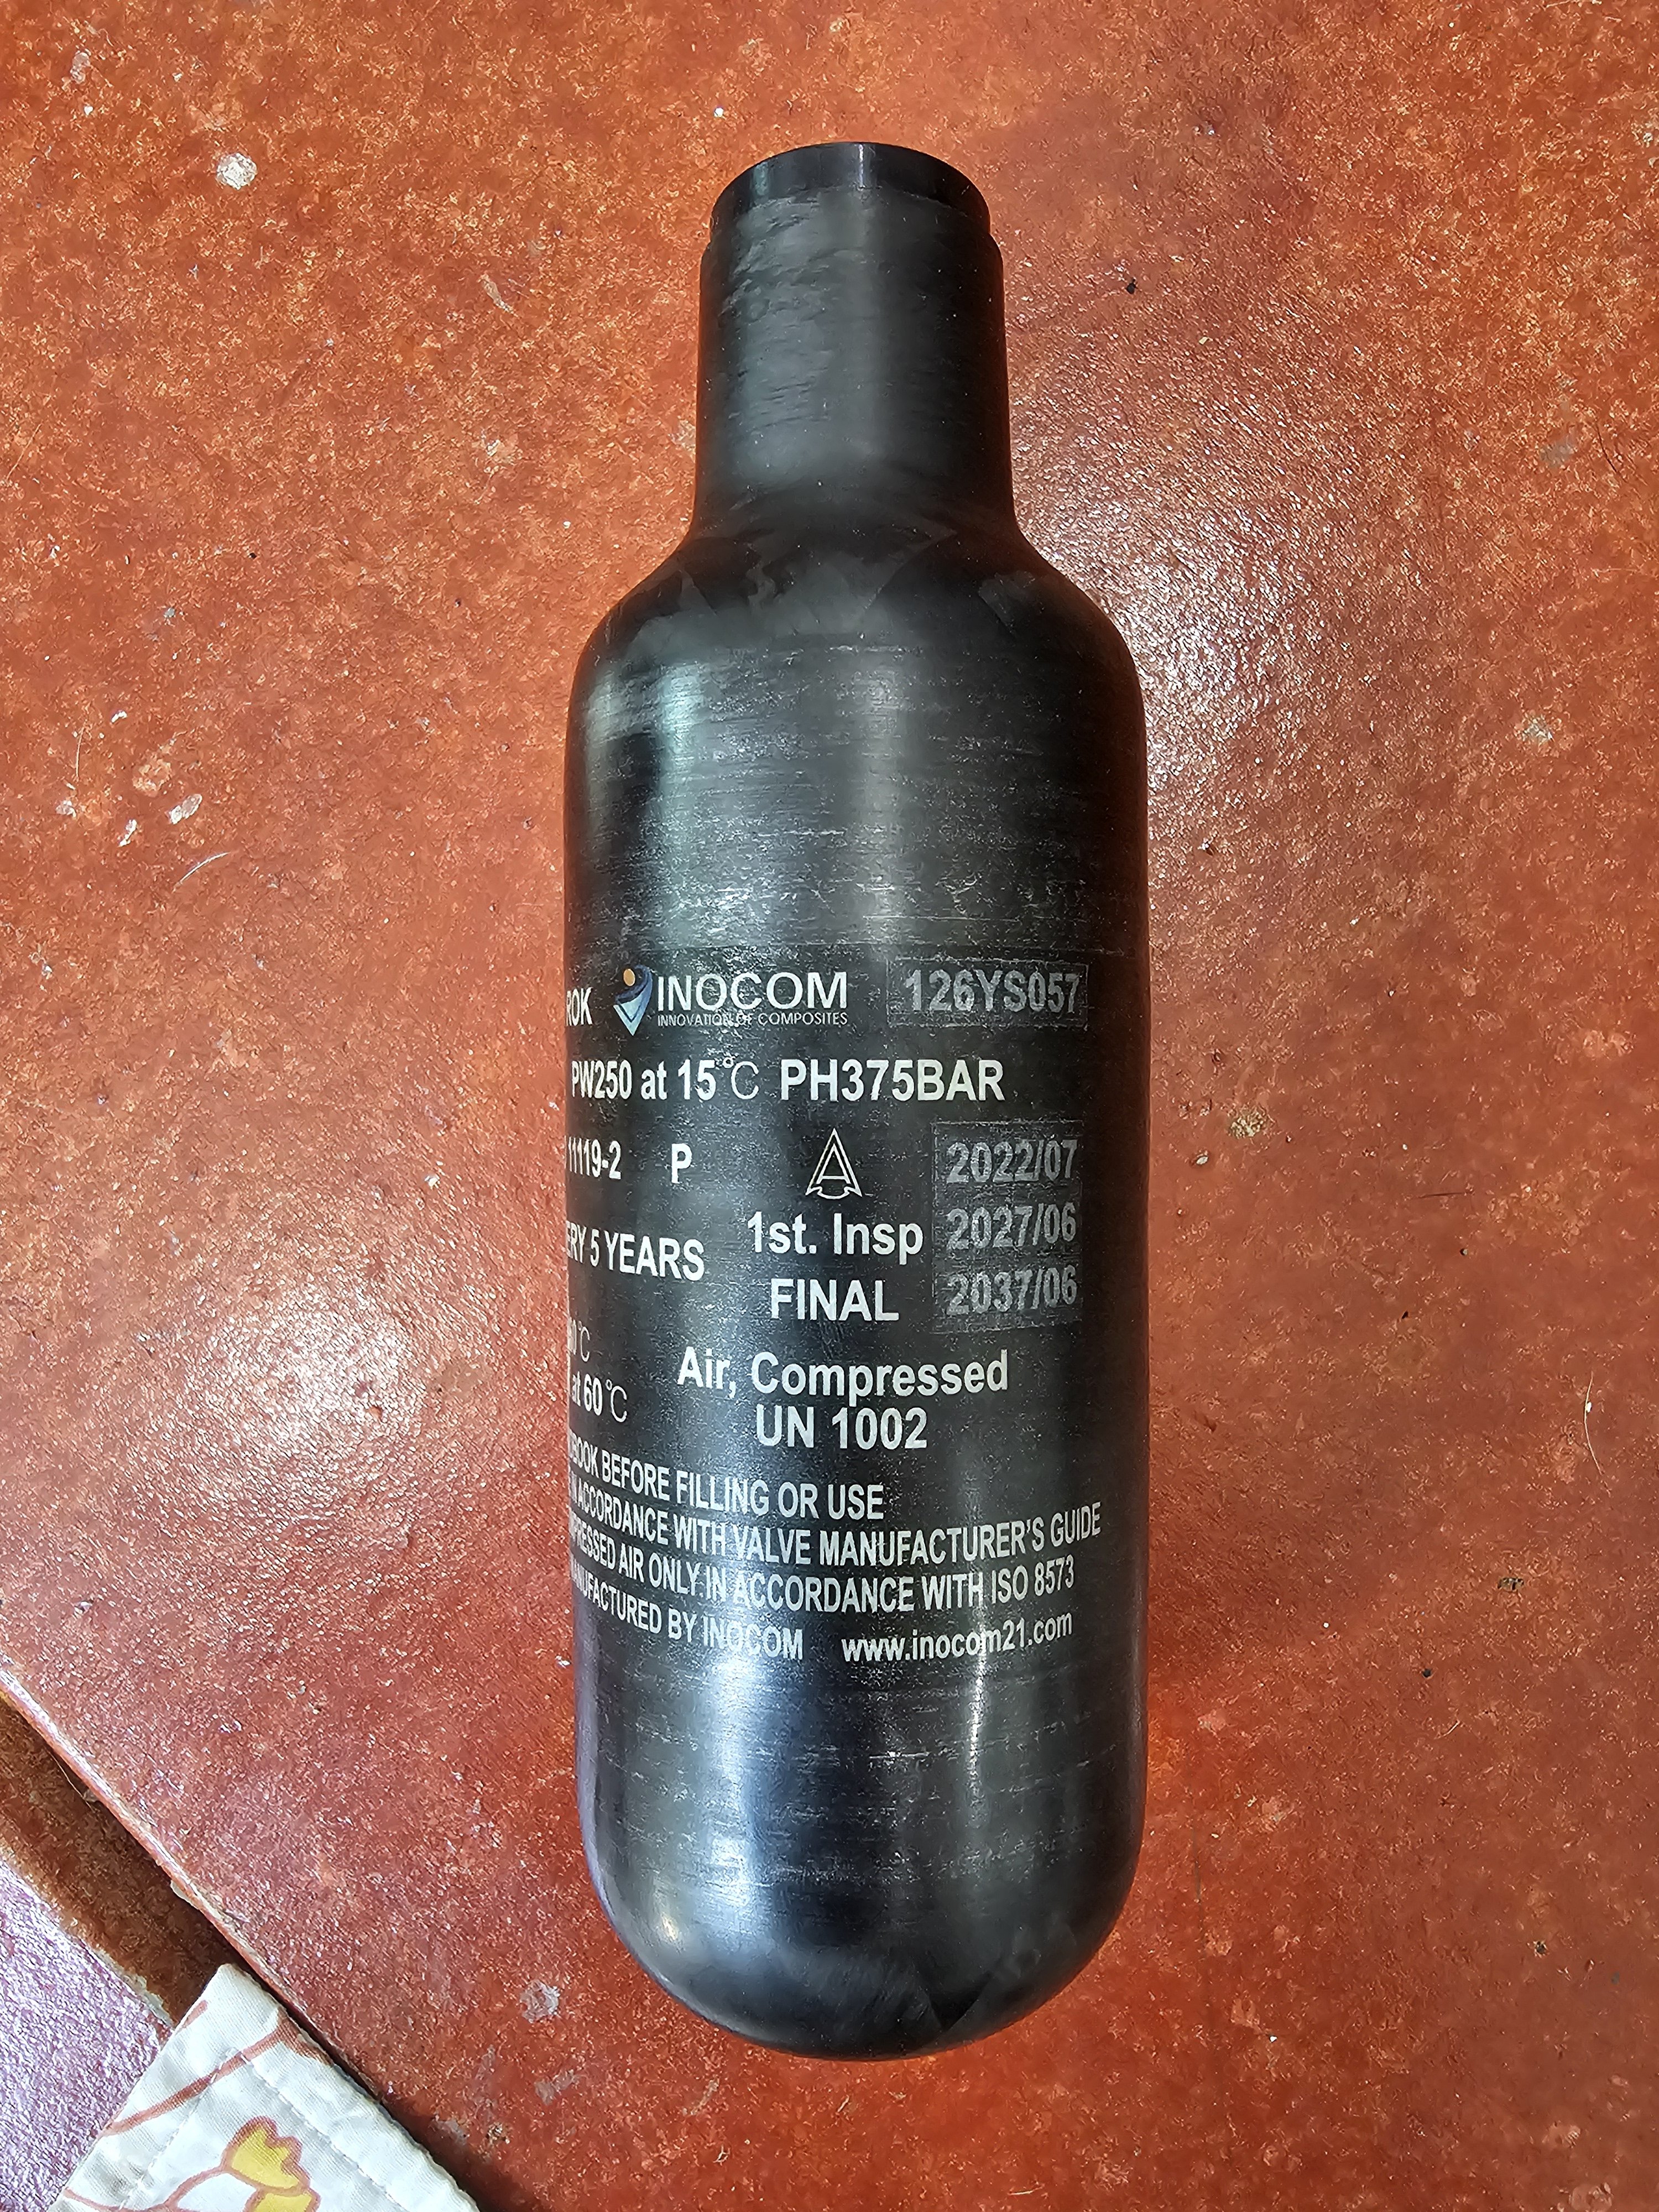 ROK INOCOM 126YS057
INNOVATION OF COMPOSITES
PW250 at 15℃ PH375BAR
11119-2 P A 2022/07
ERY 5 YEARS 1st. Insp 2027/06
FINAL 2037/06
0℃
at 60℃
Air, Compressed
UN 1002
BOOK BEFORE FILLING OR USE
IN ACCORDANCE WITH VALVE MANUFACTURER'S GUIDE
PRESSED AIR ONLY IN ACCORDANCE WITH ISO 8573
ANUFACTURED BY INOCOM www.inocom21.com